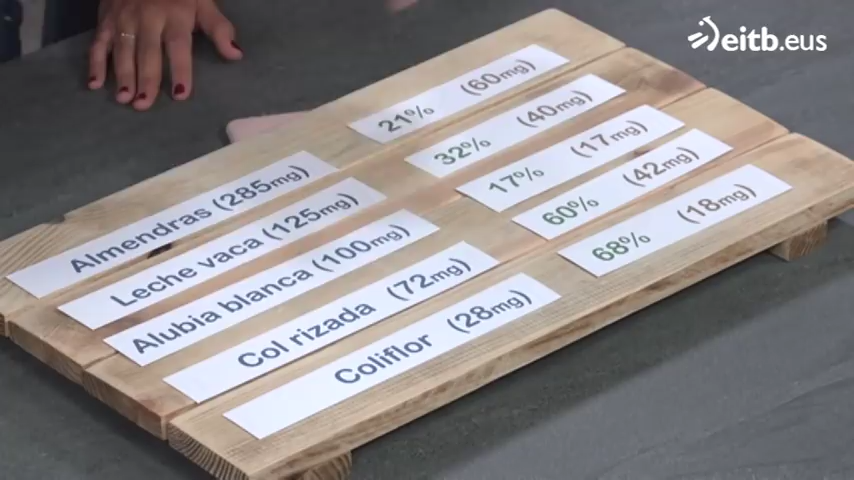 eitb.eus
Almendras (285mg) 21% (60mg)
Leche vaca (125mg) 32% (40mg)
Alubia blanca (100mg) 17% (17mg)
Col rizada (72mg) 60% (42mg)
Coliflor (28mg) 68% (18mg)